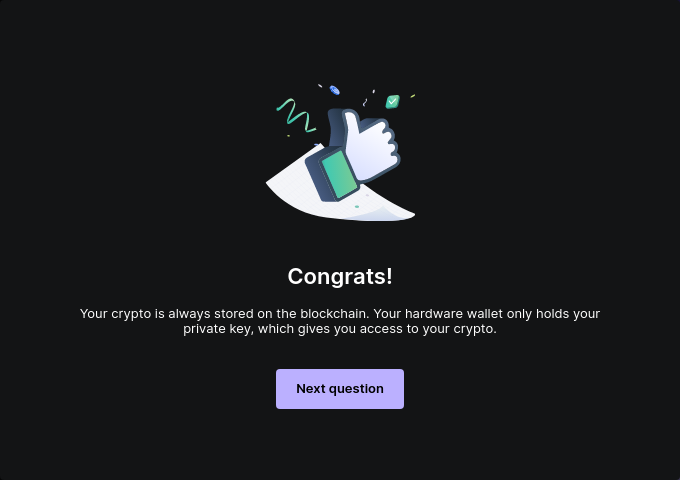 Congrats!
Your crypto is always stored on the blockchain. Your hardware wallet only holds your
private key, which gives you access to your crypto.
Next question